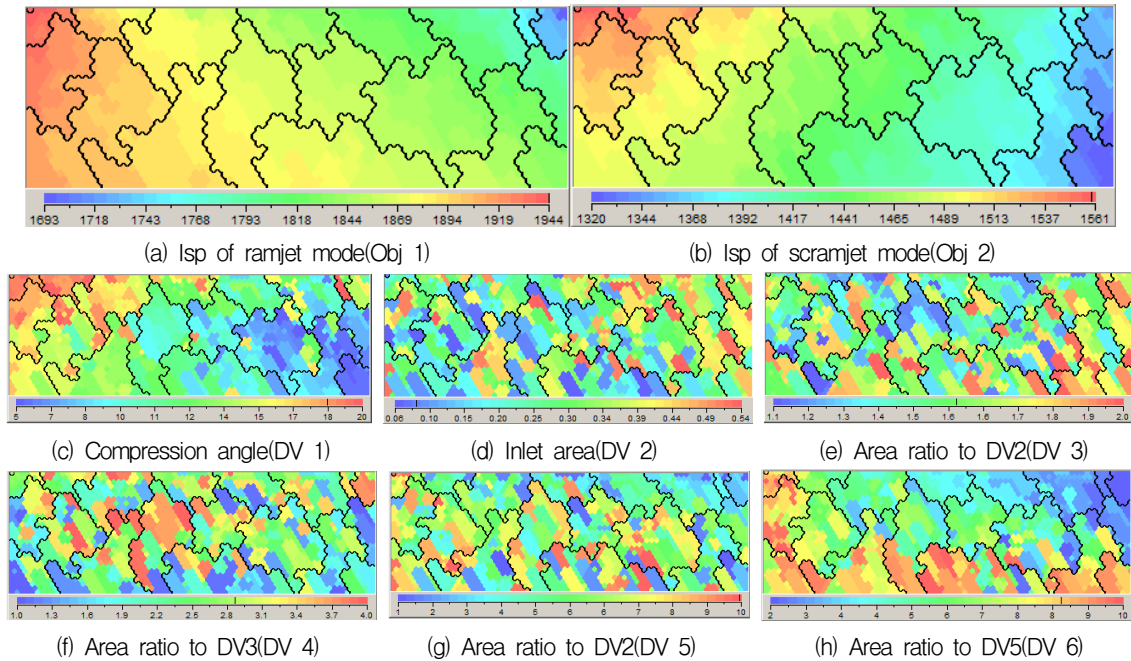 1693 1718 1743 1768 1793 1818 1844 1869 1894 1919 1944
1320 1344 1368 1392 1417 1441 1465 1489 1513 1537 1561
(a) Isp of ramjet mode(Obj 1)
(b) Isp of scramjet mode(Obj 2)
5 7 8 10 11 13 14 16 17 19 20
0.06 0.10 0.15 0.20 0.25 0.30 0.34 0.39 0.44 0.49 0.54
1.1 1.2 1.3 1.4 1.5 1.6 1.6 1.7 1.8 1.9 2.0
(c) Compression angle(DV 1)
(d) Inlet area(DV 2)
(e) Area ratio to DV2(DV 3)
1.0 1.3 1.6 1.9 2.2 2.5 2.8 3.1 3.4 3.7 4.0
1 2 3 4 5 6 6 7 8 9 10
2 3 4 4 5 6 7 8 8 9 10
(f) Area ratio to DV3(DV 4)
(g) Area ratio to DV2(DV 5)
(h) Area ratio to DV5(DV 6)